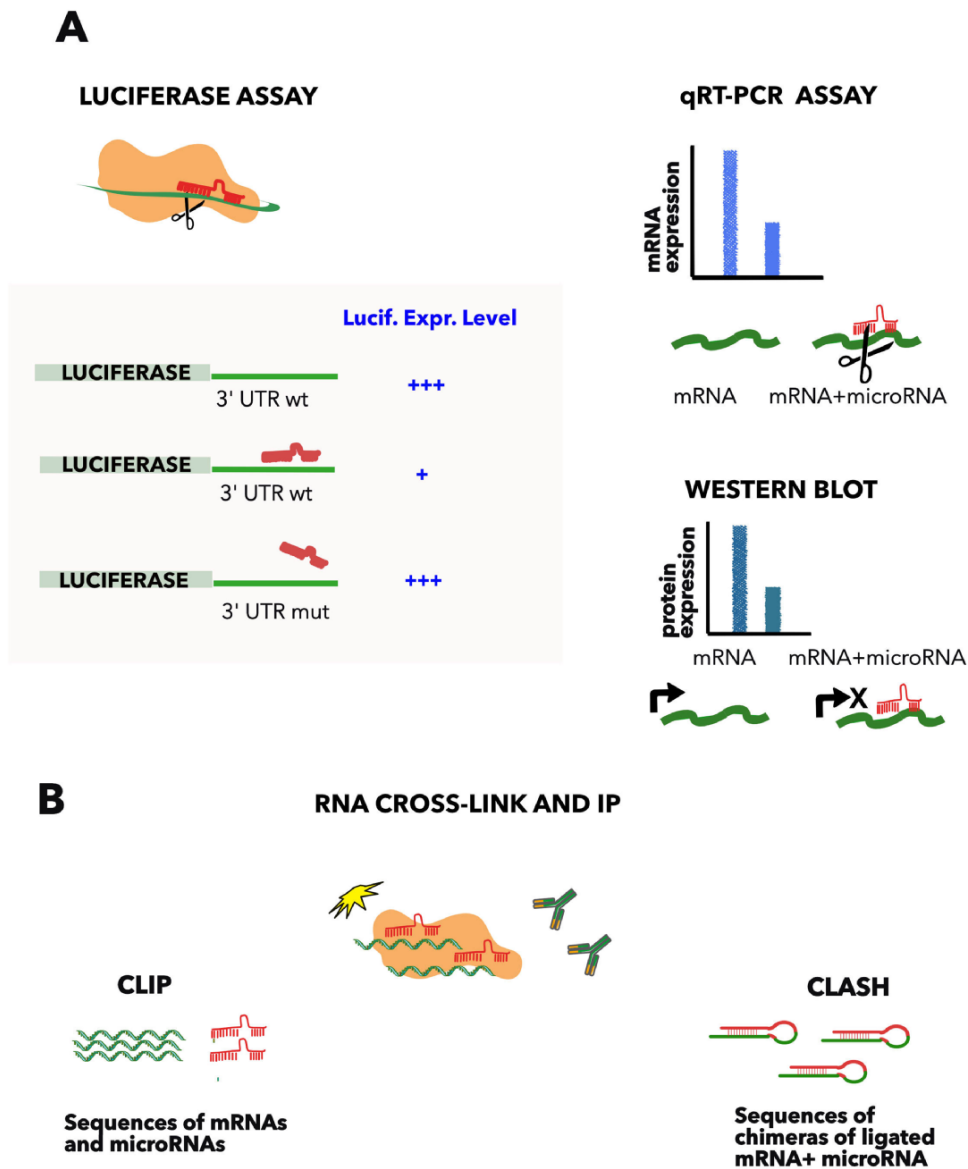 A
LUCIFERASE ASSAY
Lucif. Expr. Level
LUCIFERASE
3' UTR wt
+++
LUCIFERASE
3' UTR wt
+
LUCIFERASE
3' UTR mut
+++
qRT-PCR ASSAY
mRNA
expression
mRNA
mRNA+microRNA
WESTERN BLOT
protein
expression
mRNA
mRNA+microRNA
X
B
RNA CROSS-LINK AND IP
CLIP
Sequences of mRNAs
and microRNAs
CLASH
Sequences of
chimeras of ligated
mRNA+ microRNA